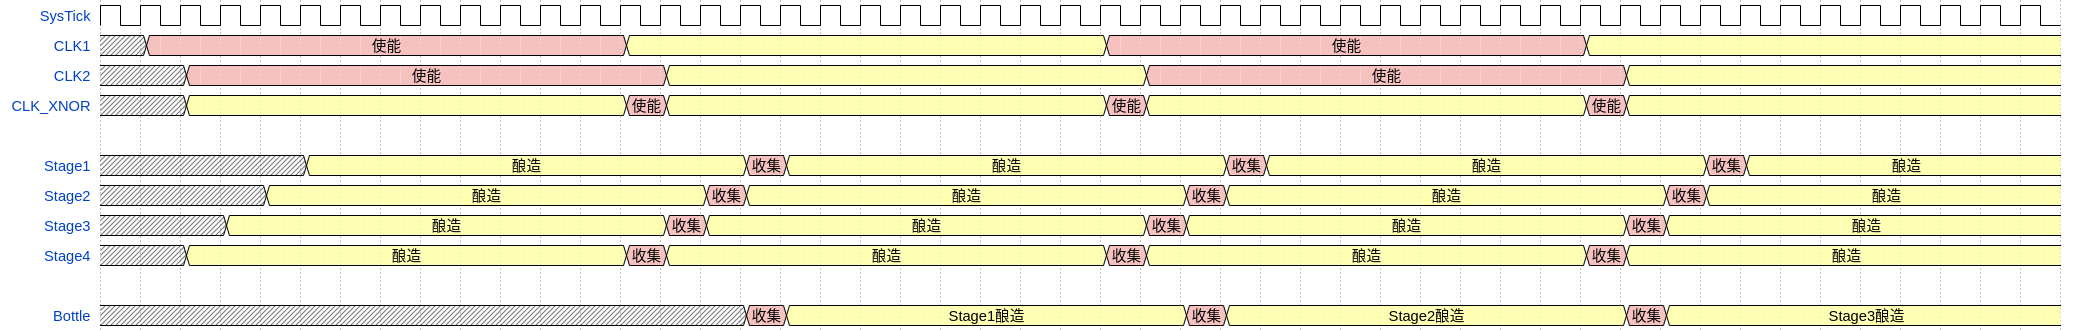 SysTick
CLK1 使能 使能
CLK2 使能 使能
CLK_XNOR 使能 使能 使能
Stage1 酿造 收集 酿造 收集 酿造 收集 酿造
Stage2 酿造 收集 酿造 收集 酿造 收集 酿造
Stage3 酿造 收集 酿造 收集 酿造 收集 酿造
Stage4 酿造 收集 酿造 收集 酿造 收集 酿造
Bottle 收集 Stage1酿造 收集 Stage2酿造 收集 Stage3酿造